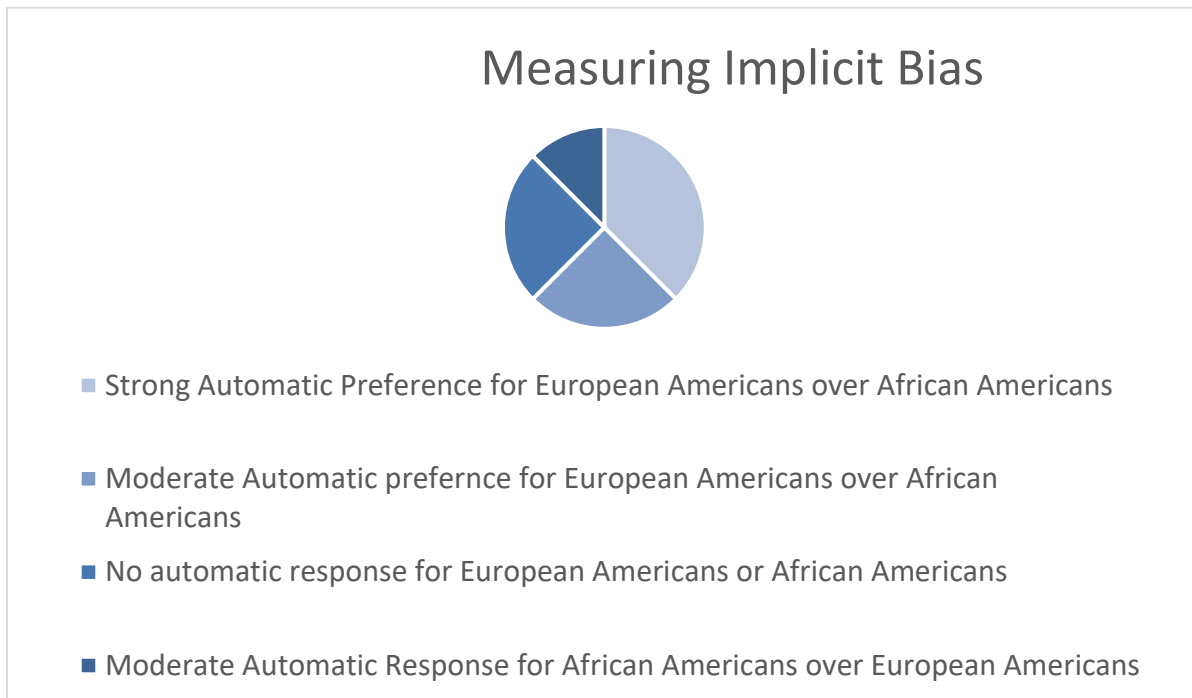 Measuring Implicit Bias
Strong Automatic Preference for European Americans over African Americans
Moderate Automatic prefernce for European Americans over African
Americans
No automatic response for European Americans or African Americans
Moderate Automatic Response for African Americans over European Americans